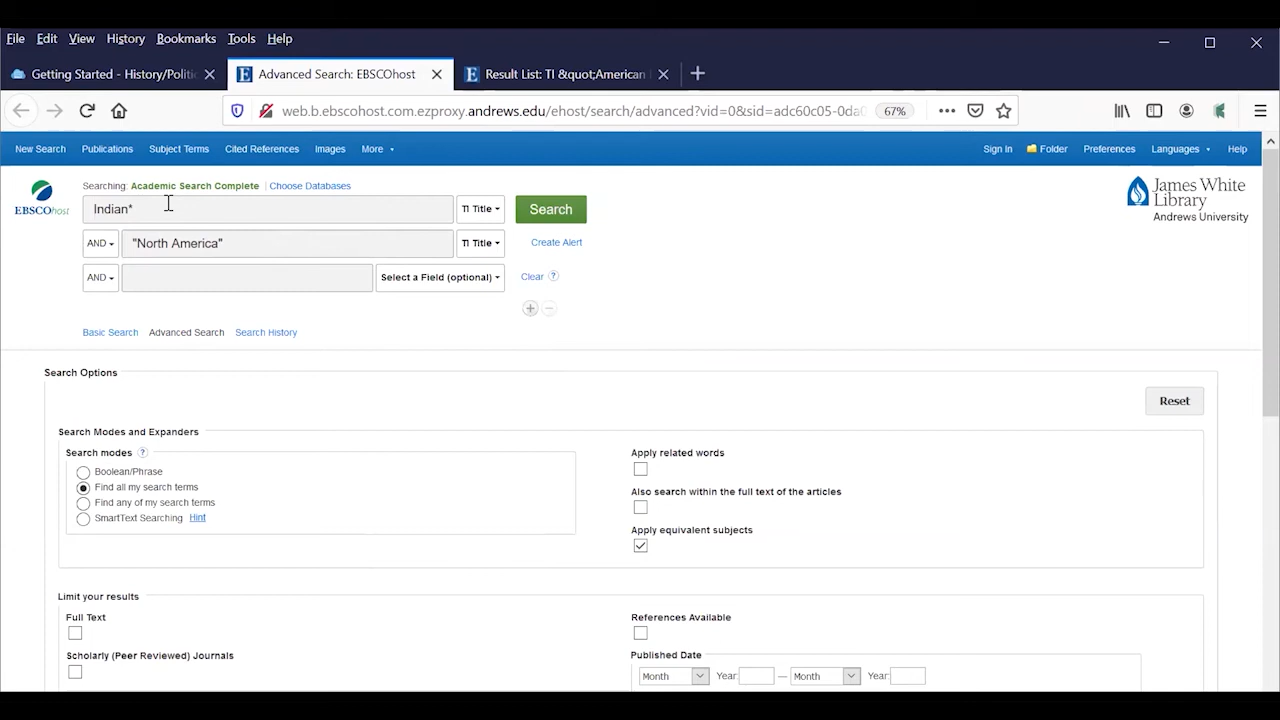 File Edit View History Bookmarks Tools Help
Getting Started - History/Politi
Advanced Search: EBSCOhost
Result List: TI &quot;American
web.b.ebscohost.com.ezproxy.andrews.edu/ehost/search/advanced?vid=0&sid=adc60c05-0da0
67%
New Search Publications Subject Terms Cited References Images More Sign In Folder Preferences Languages Help
Searching: Academic Search Complete Choose Databases
EBSCOhost
Indian* TI Title Search
AND "North America" TI Title Create Alert
AND Select a Field (optional) Clear ?
James White
Library
Andrews University
Basic Search Advanced Search Search History
Search Options
Reset
Search Modes and Expanders
Search modes ?
Boolean/Phrase
Find all my search terms
Find any of my search terms
SmartText Searching Hint
Apply related words
Also search within the full text of the articles
Apply equivalent subjects
Limit your results
Full Text
References Available
Scholarly (Peer Reviewed) Journals
Published Date
Month Year: — Month Year: